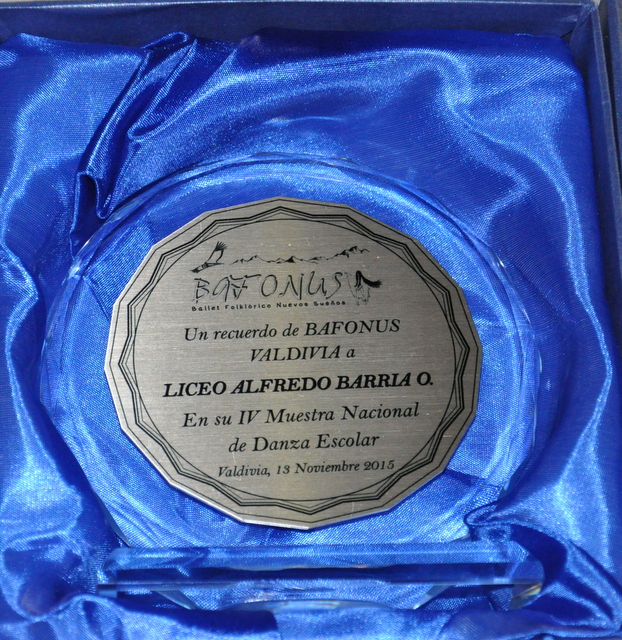 BAFONUS
Ballet Folklórico Nuevos Sueños
Un recuerdo de BAFONUS
VALDIVIA a
LICEO ALFREDO BARRIA O.
En su IV Muestra Nacional
de Danza Escolar
Valdivia, 13 Noviembre 2015